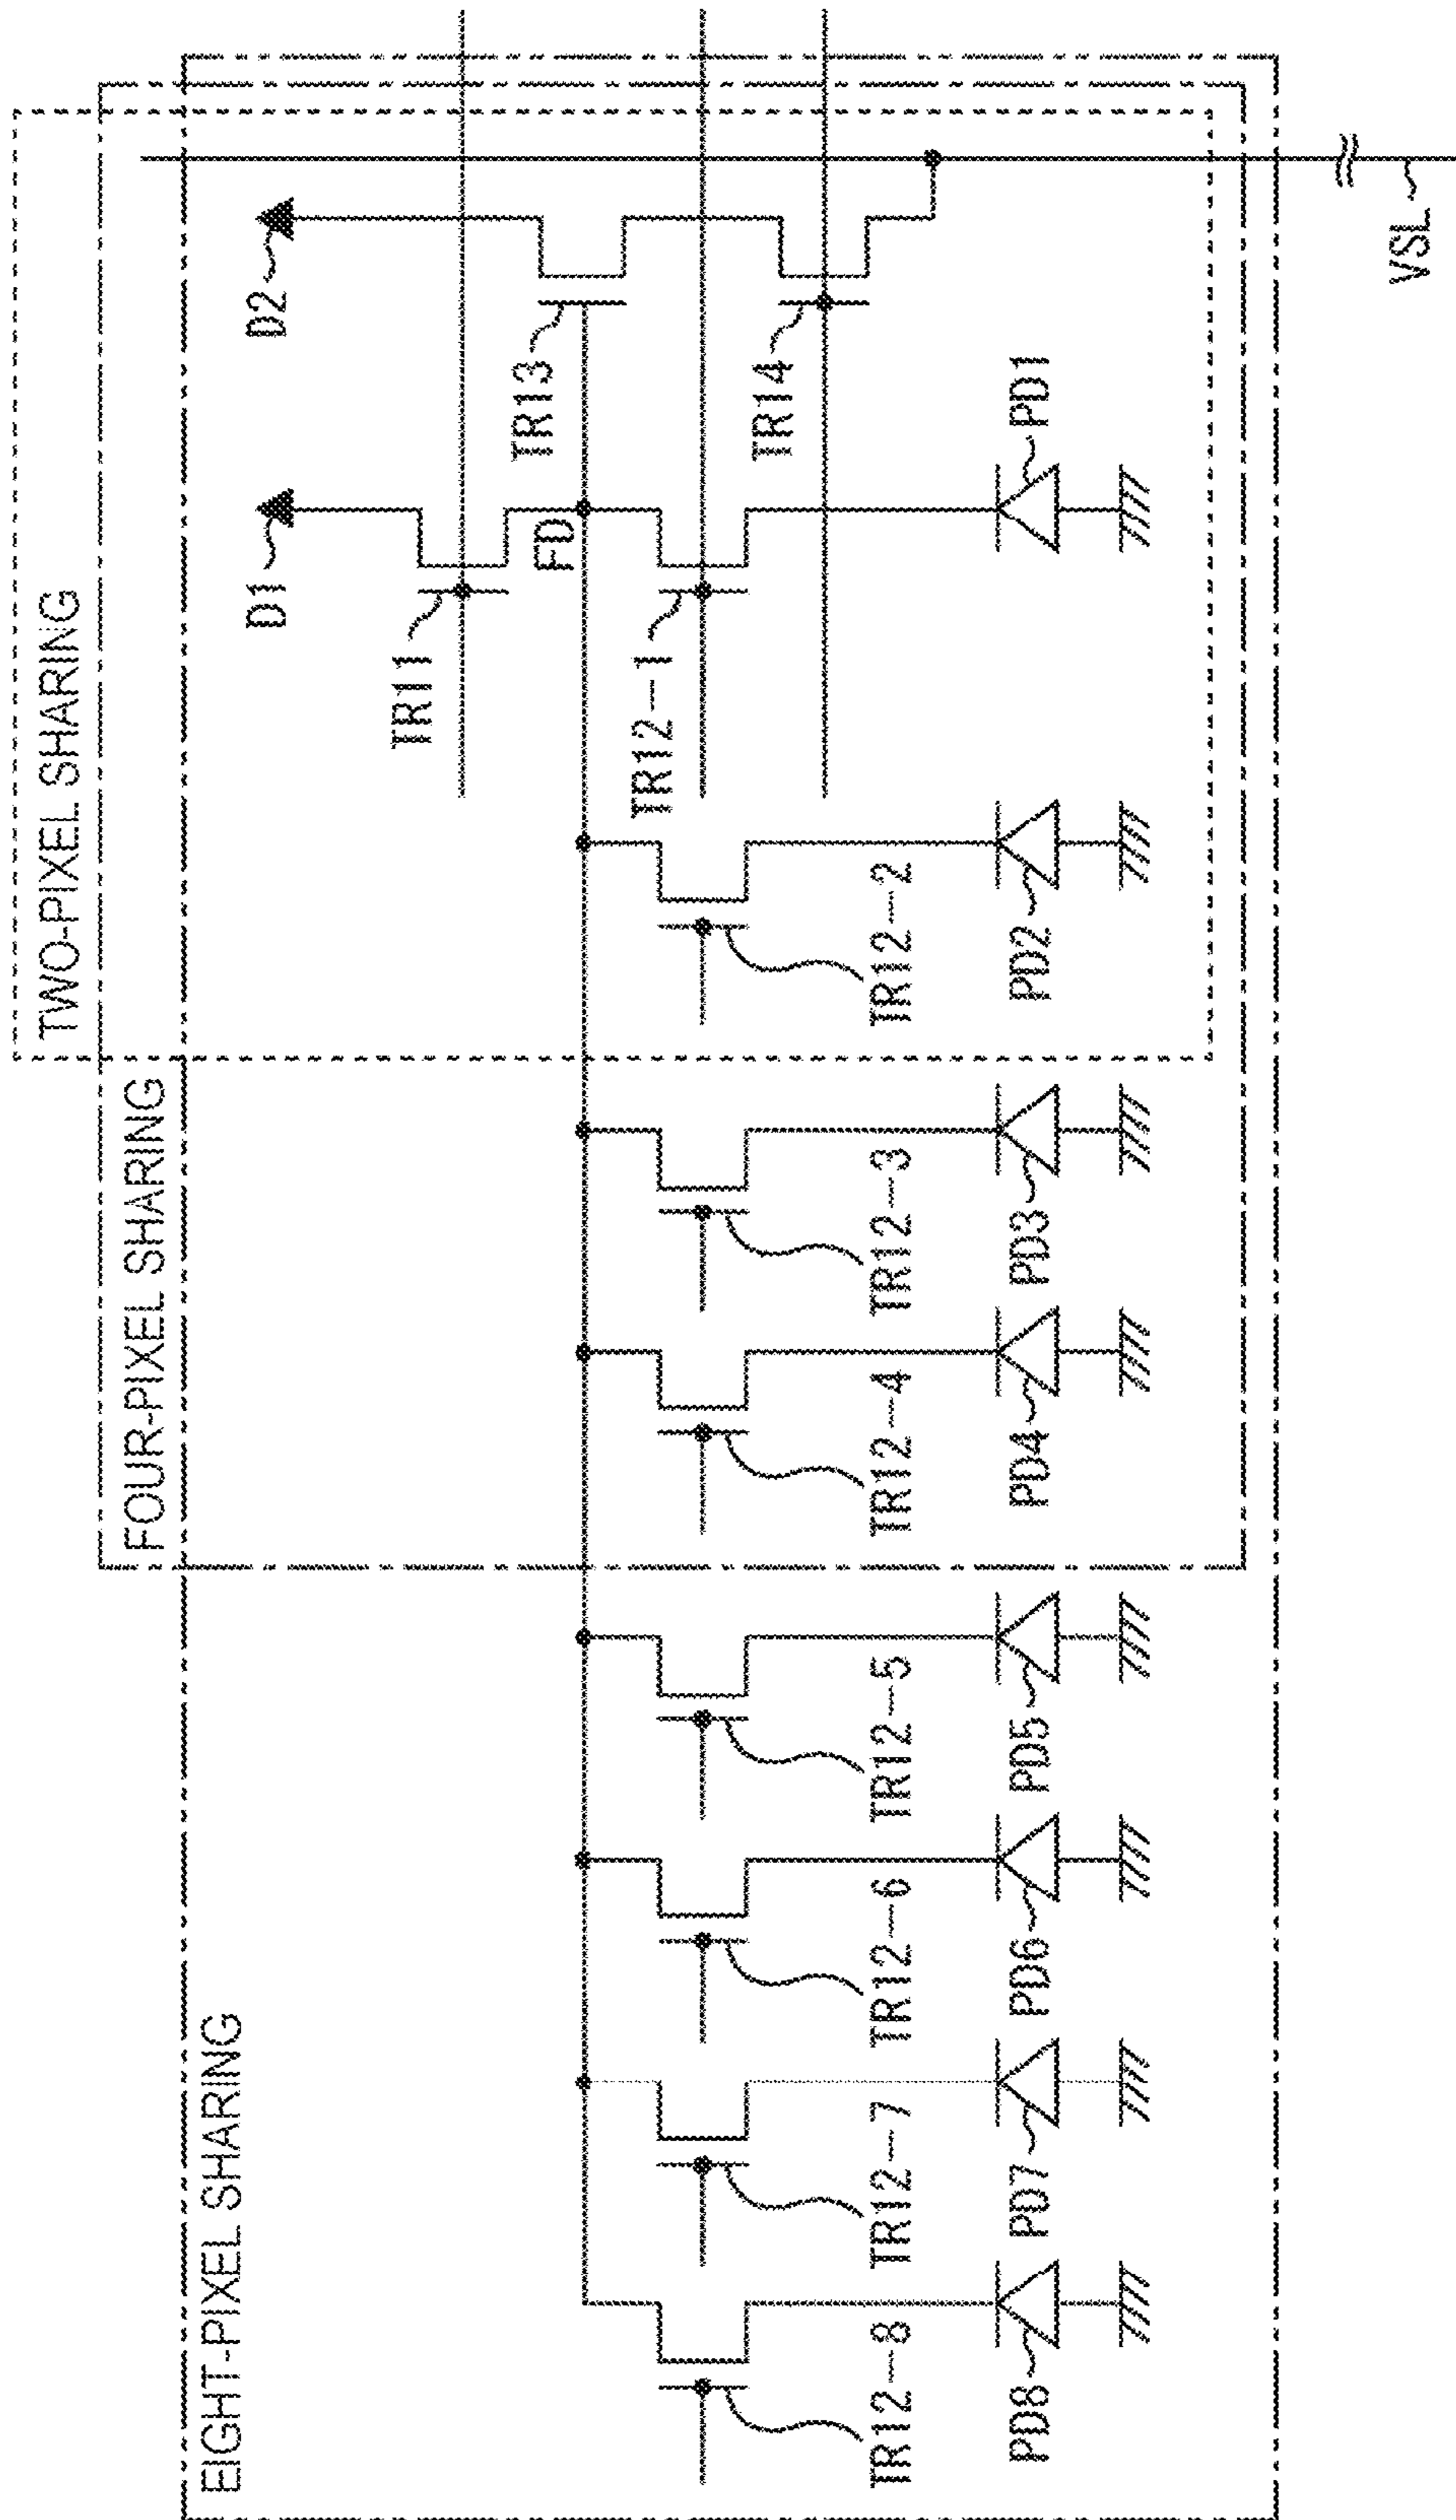 TWO-PIXEL SHARING
FOUR-PIXEL SHARING
EIGHT-PIXEL SHARING
D1
D2
TR11
TR13
FD
TR12-1
TR14
VSL
TR12-8
TR12-7
TR12-6
TR12-5
TR12-4
TR12-3
TR12-2
PD8
PD7
PD6
PD5
PD4
PD3
PD2
PD1